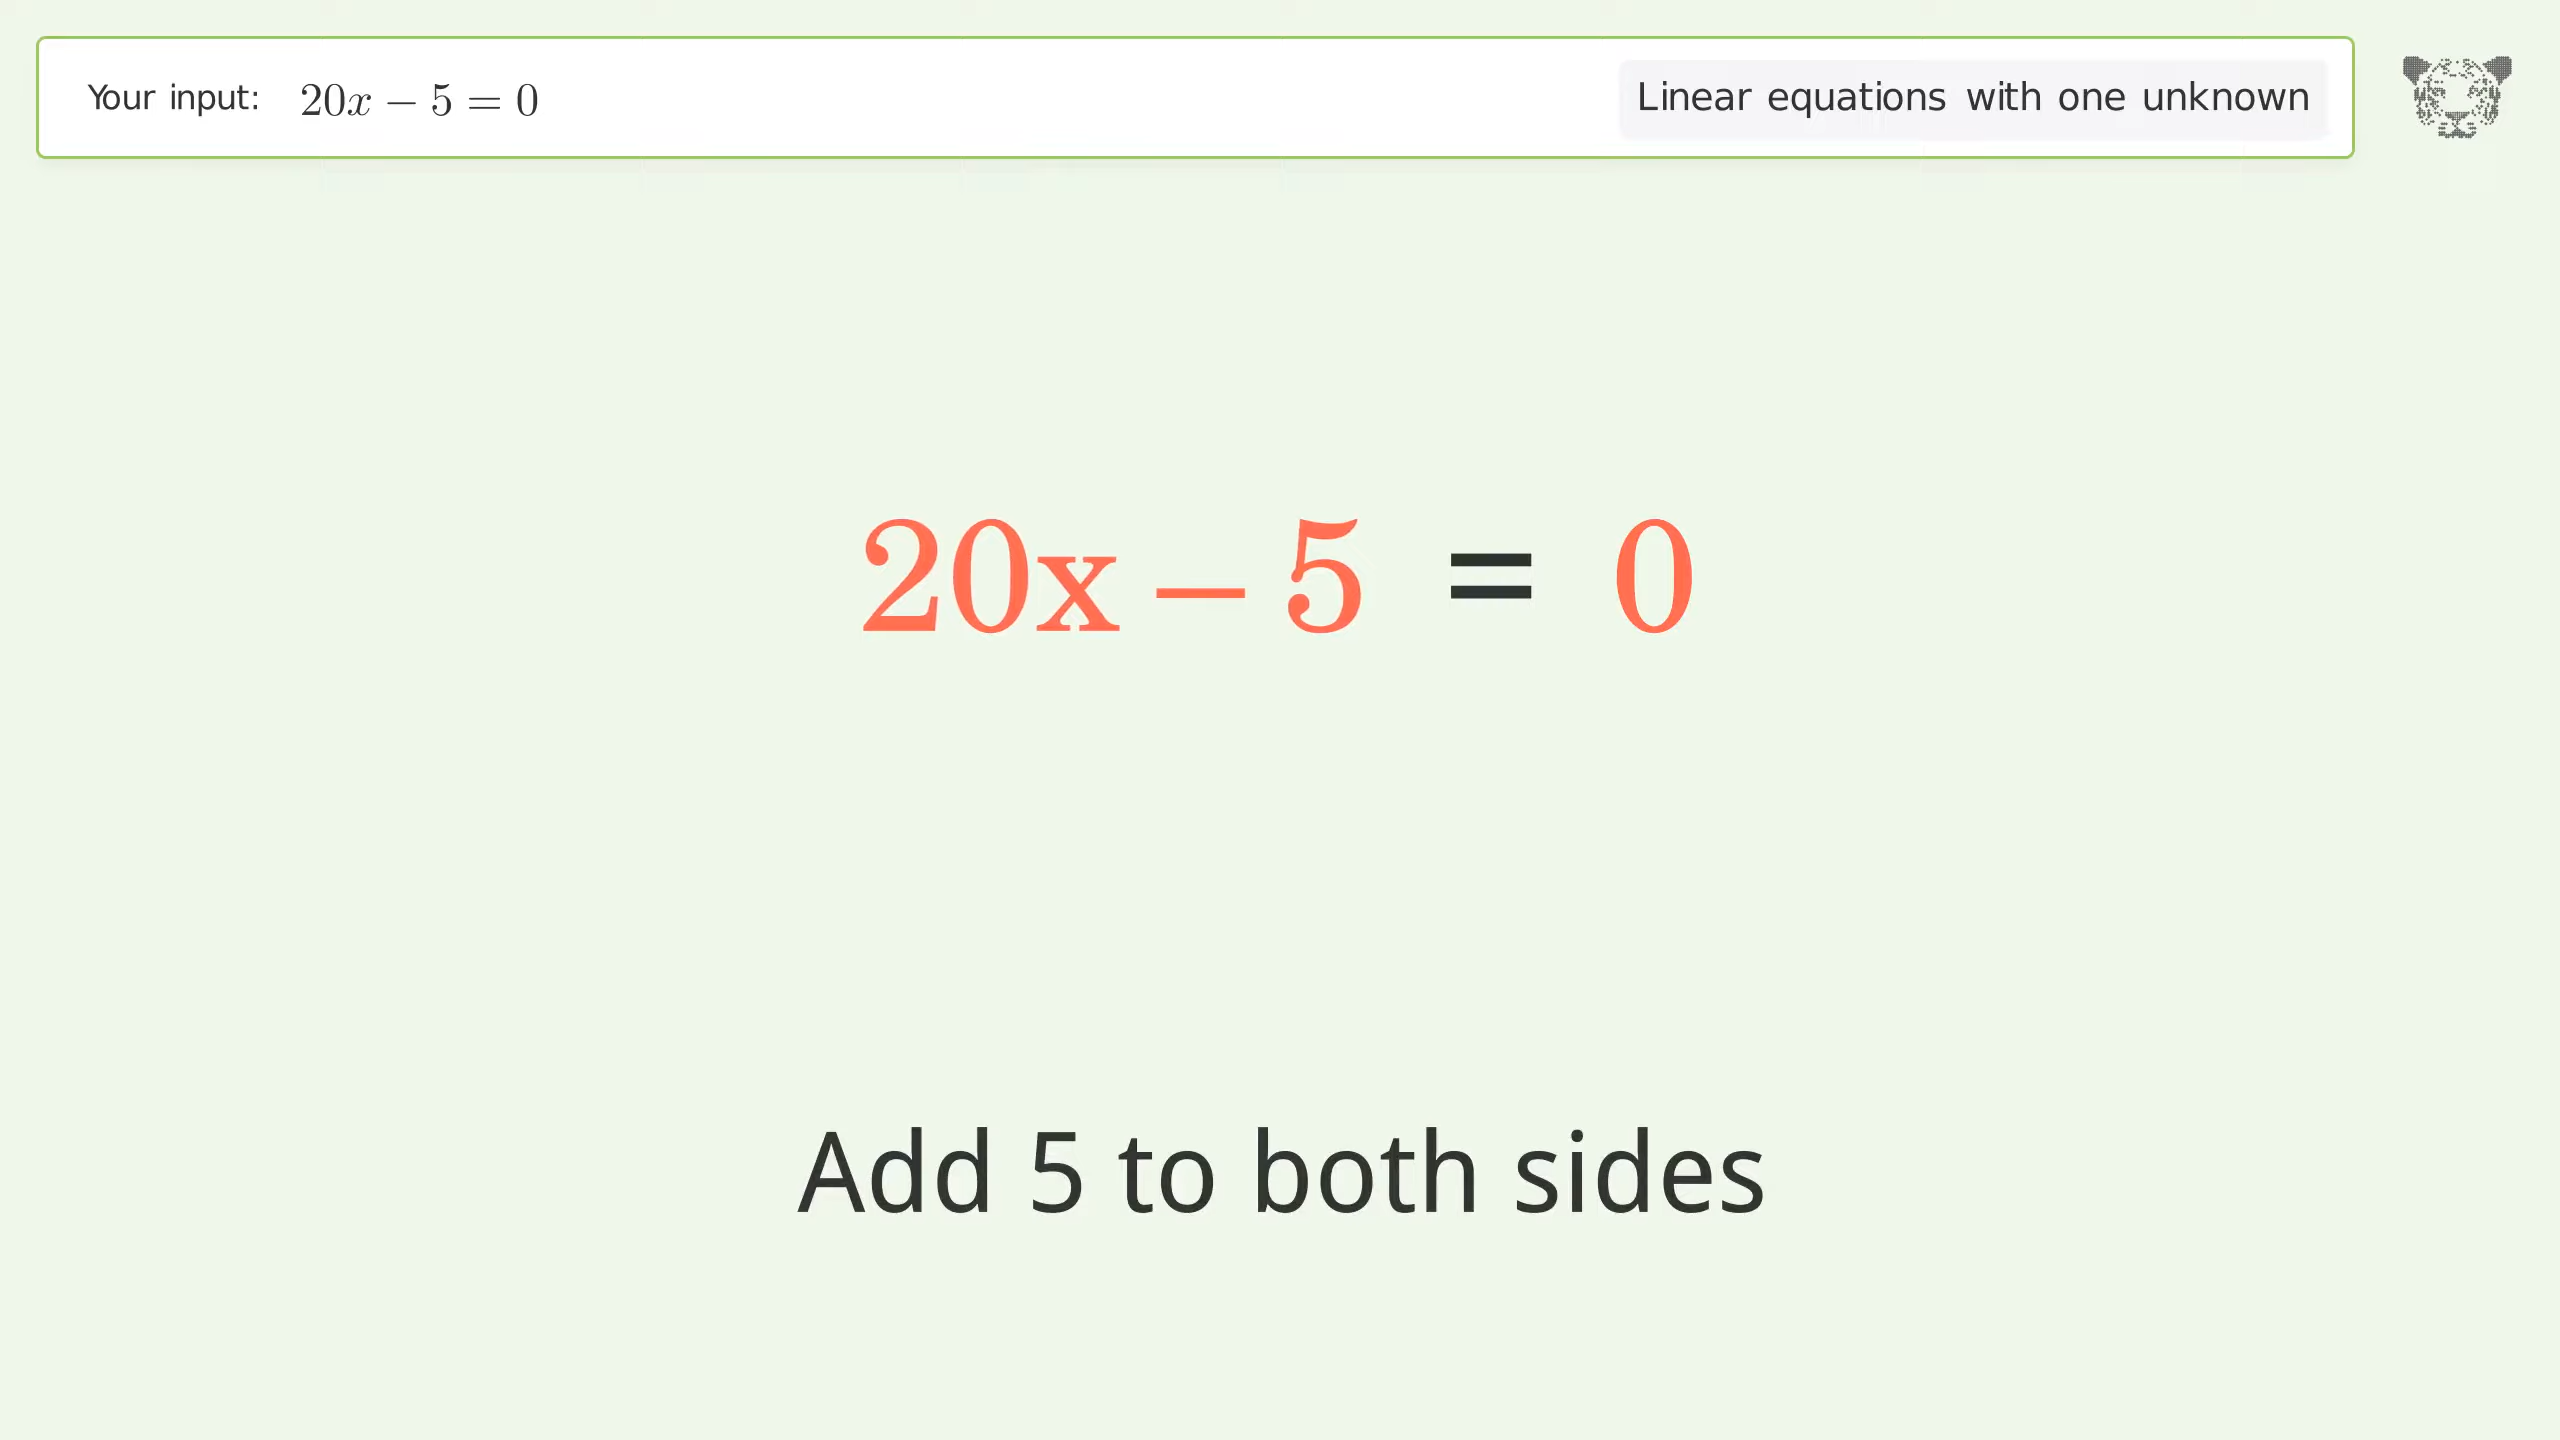 Your input: 20x − 5 = 0 Linear equations with one unknown
20x − 5 = 0
Add 5 to both sides